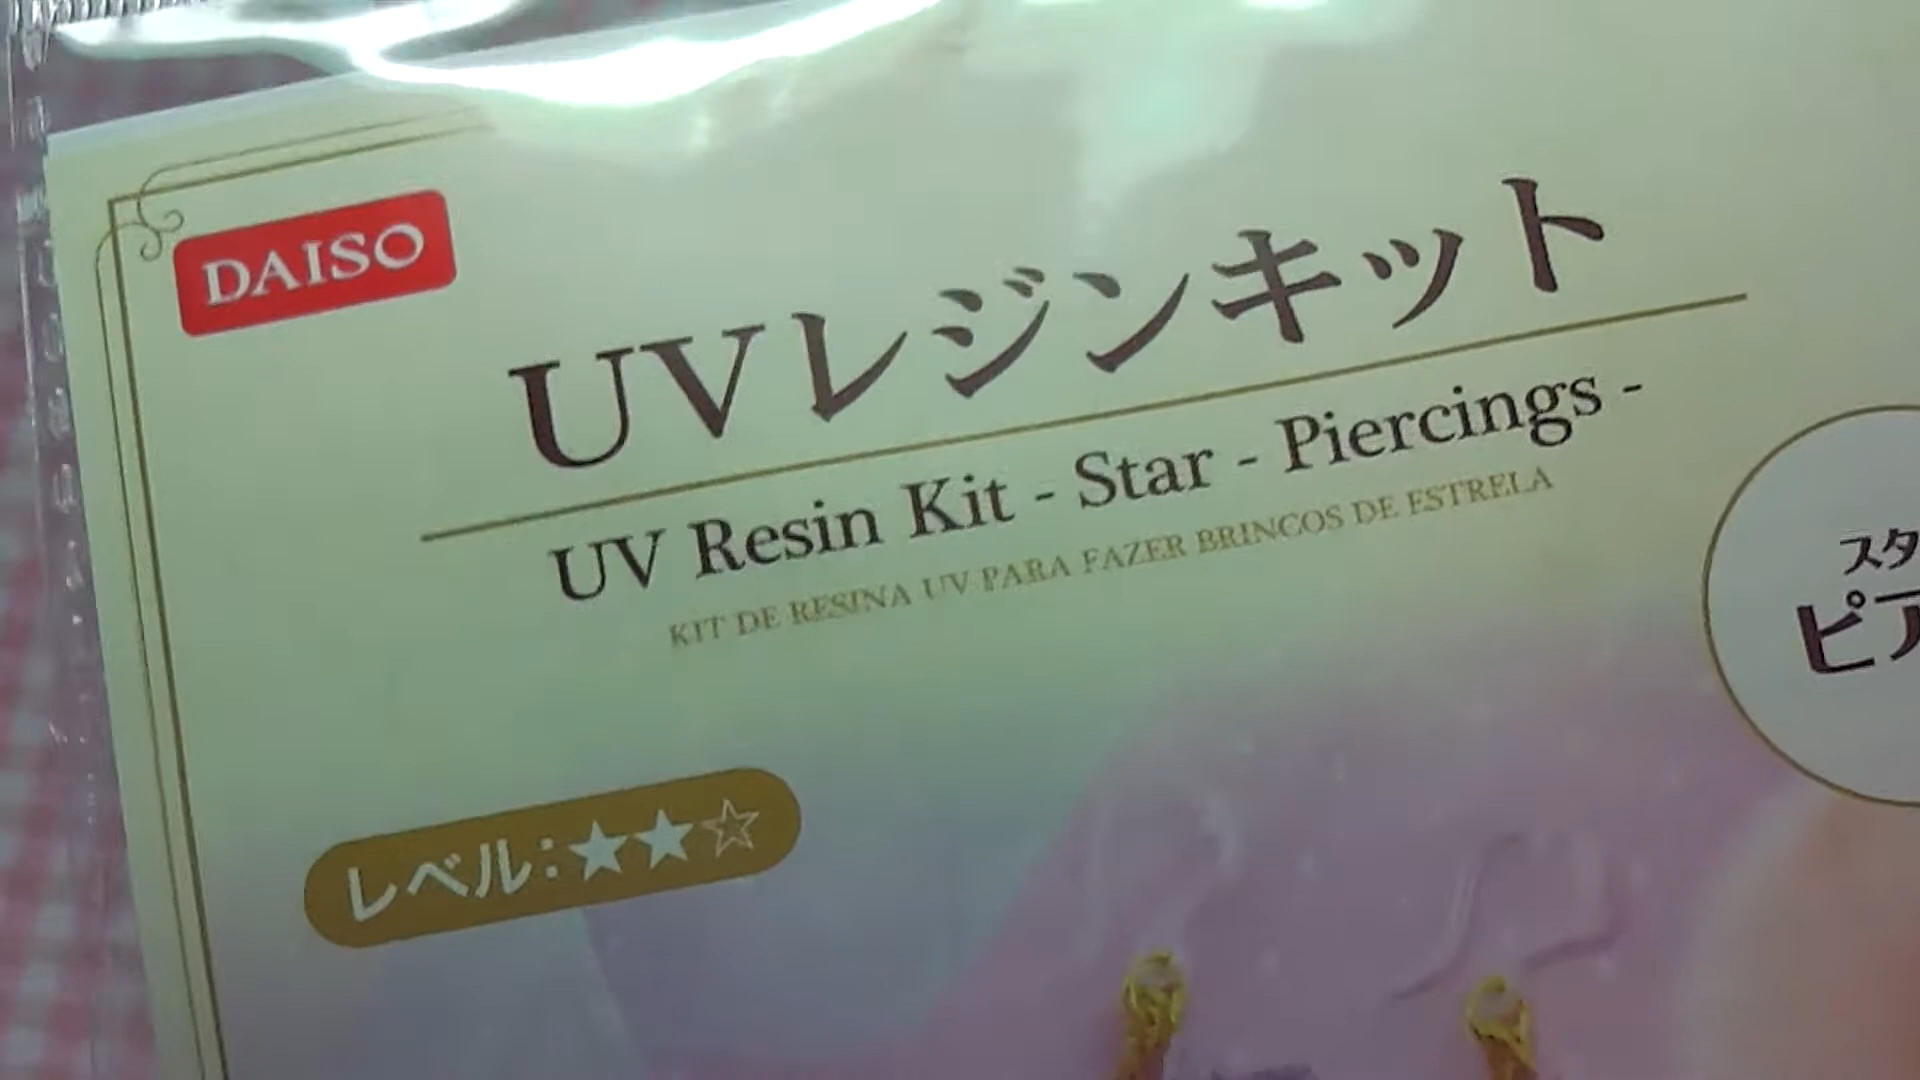 DAISO
UVレジンキット
UV Resin Kit - Star - Piercings -
KIT DE RESINA UV PARA FAZER BRINCOS DE ESTRELA
スタ
ピ
レベル:★★☆